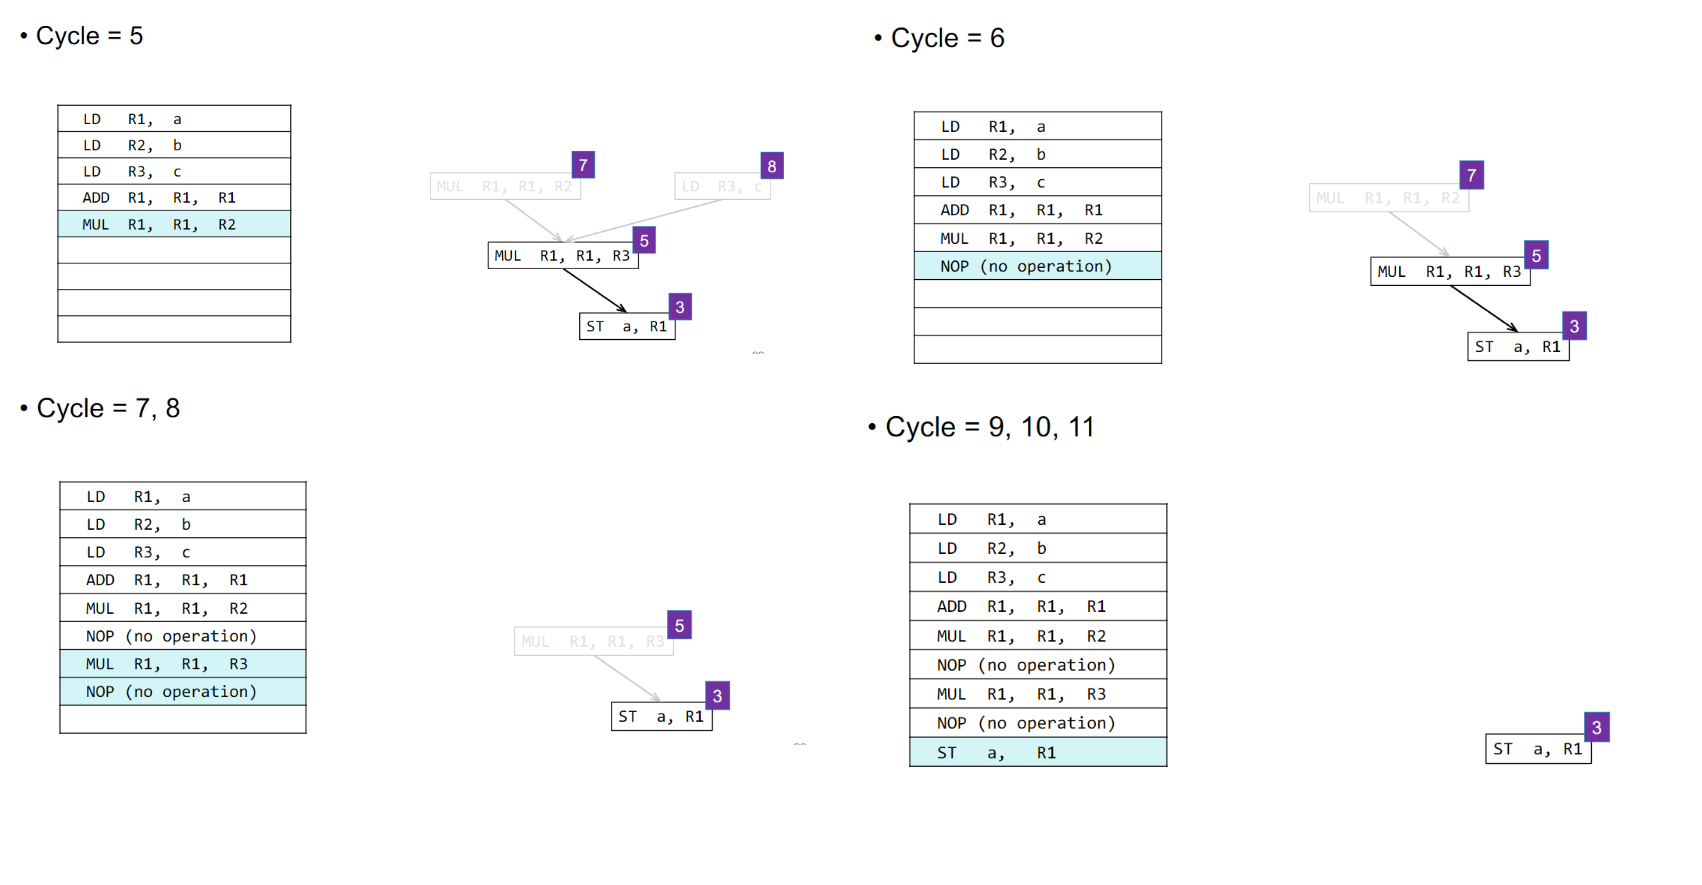 • Cycle = 5
LD R1, a
LD R2, b
LD R3, c
ADD R1, R1, R1
MUL R1, R1, R2
7
MUL R1, R1, R2
8
LD R3, c
5
MUL R1, R1, R3
3
ST a, R1
• Cycle = 6
LD R1, a
LD R2, b
LD R3, c
ADD R1, R1, R1
MUL R1, R1, R2
NOP (no operation)
7
MUL R1, R1, R2
5
MUL R1, R1, R3
3
ST a, R1
• Cycle = 7, 8
LD R1, a
LD R2, b
LD R3, c
ADD R1, R1, R1
MUL R1, R1, R2
NOP (no operation)
MUL R1, R1, R3
NOP (no operation)
5
MUL R1, R1, R3
3
ST a, R1
• Cycle = 9, 10, 11
LD R1, a
LD R2, b
LD R3, c
ADD R1, R1, R1
MUL R1, R1, R2
NOP (no operation)
MUL R1, R1, R3
NOP (no operation)
ST a, R1
3
ST a, R1